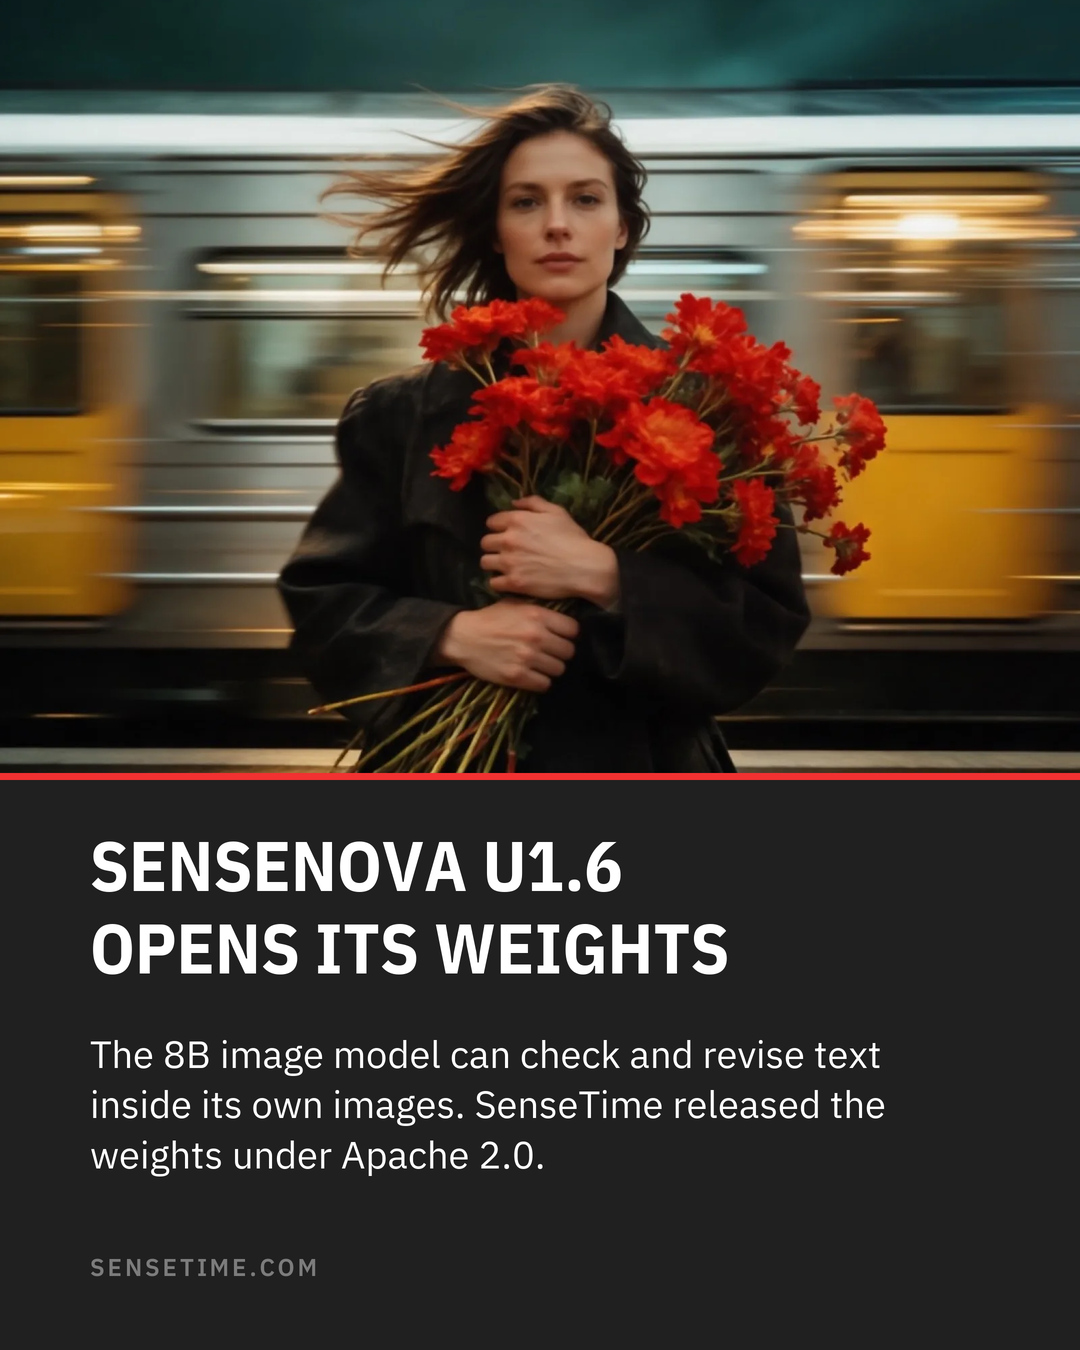 SENSENOVA U1.6
OPENS ITS WEIGHTS
The 8B image model can check and revise text
inside its own images. SenseTime released the
weights under Apache 2.0.
SENSETIME.COM